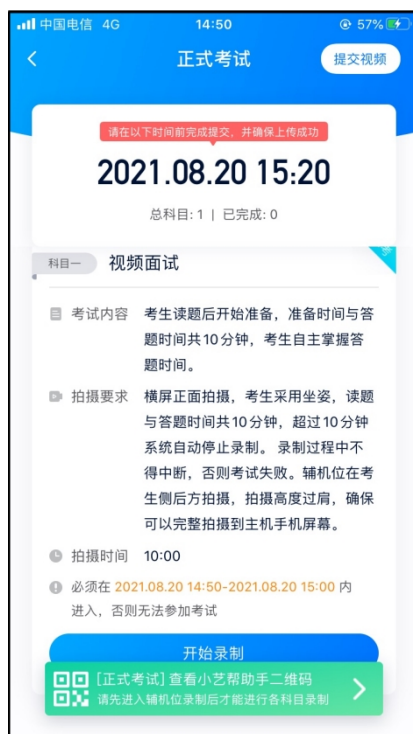 中国电信 4G 14:50 57%
正式考试 提交视频
请在以下时间前完成提交，并确保上传成功
2021.08.20 15:20
总科目: 1 | 已完成: 0
科目一 视频面试
考试内容 考生读题后开始准备，准备时间与答
题时间共10分钟，考生自主掌握答
题时间。
拍摄要求 横屏正面拍摄，考生采用坐姿，读题
与答题时间共10分钟，超过10分钟
系统自动停止录制。 录制过程中不
得中断，否则考试失败。辅机位在考
生侧后方拍摄，拍摄高度过肩，确保
可以完整拍摄到主机手机屏幕。
拍摄时间 10:00
必须在 2021.08.20 14:50-2021.08.20 15:00 内
进入，否则无法参加考试
开始录制
[正式考试] 查看小艺帮助手二维码
请先进入辅机位录制后才能进行各科目录制